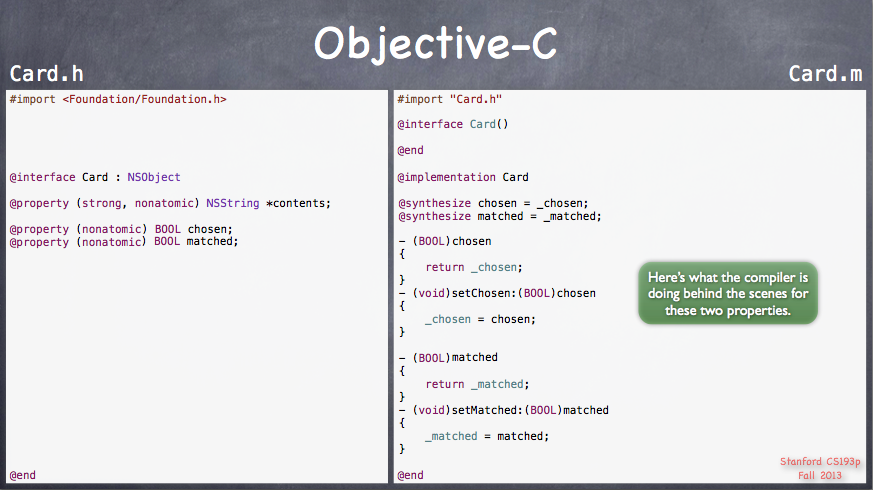 Objective-C
Card.h
Card.m
#import <Foundation/Foundation.h>
@interface Card : NSObject
@property (strong, nonatomic) NSString *contents;
@property (nonatomic) BOOL chosen;
@property (nonatomic) BOOL matched;
@end
#import "Card.h"
@interface Card()
@end
@implementation Card
@synthesize chosen = _chosen;
@synthesize matched = _matched;
- (BOOL)chosen
{
    return _chosen;
}
- (void)setChosen:(BOOL)chosen
{
    _chosen = chosen;
}
- (BOOL)matched
{
    return _matched;
}
- (void)setMatched:(BOOL)matched
{
    _matched = matched;
}
@end
Here's what the compiler is
doing behind the scenes for
these two properties.
Stanford CS193p
Fall 2013